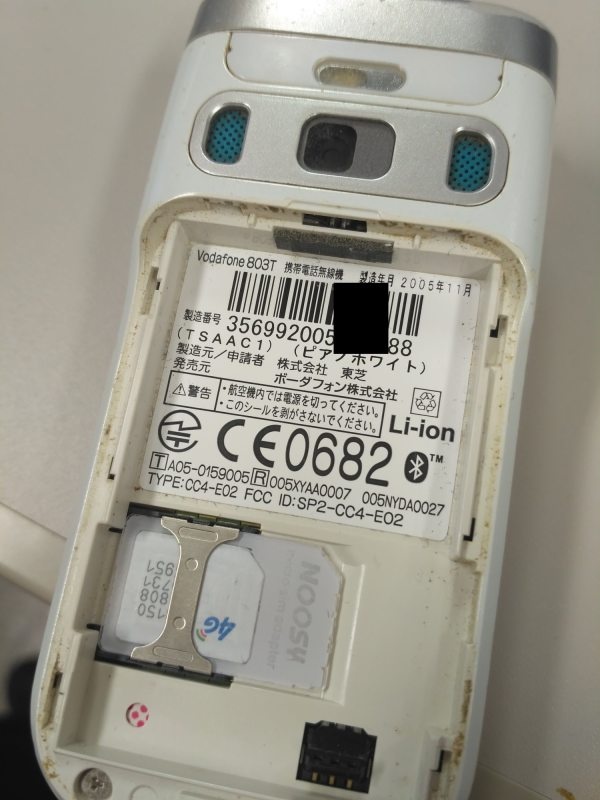 Vodafone 803T 携帯電話無線機 製造年月 2005年11月
製造番号 356992005 88
(TSAAC1) (ピアノホワイト)
製造元/申請者 株式会社 東芝
発売元 ボーダフォン株式会社
警告
・航空機内では電源を切ってください。
・このシールを剥がさないでください。
Li-ion
CE0682 TM
T A05-0159005 R 005XYAA0007 005NYDA0027
TYPE:CC4-E02 FCC ID:SP2-CC4-E02
150
808
731
951
4G
NOOSY